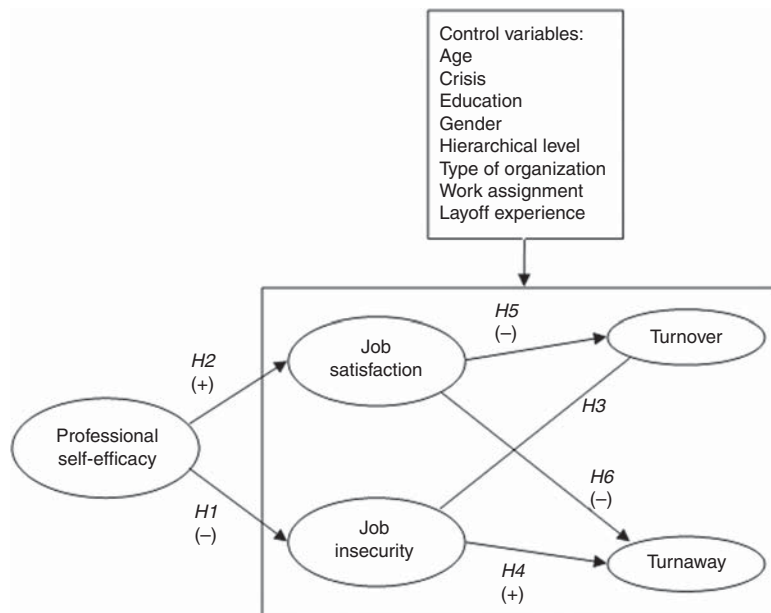 Control variables:
Age
Crisis
Education
Gender
Hierarchical level
Type of organization
Work assignment
Layoff experience
H5
(–)
Turnover
Job
satisfaction
H2
(+)
H3
Professional
self-efficacy
H6
(–)
H1
(–)
Job
insecurity
H4
(+)
Turnaway